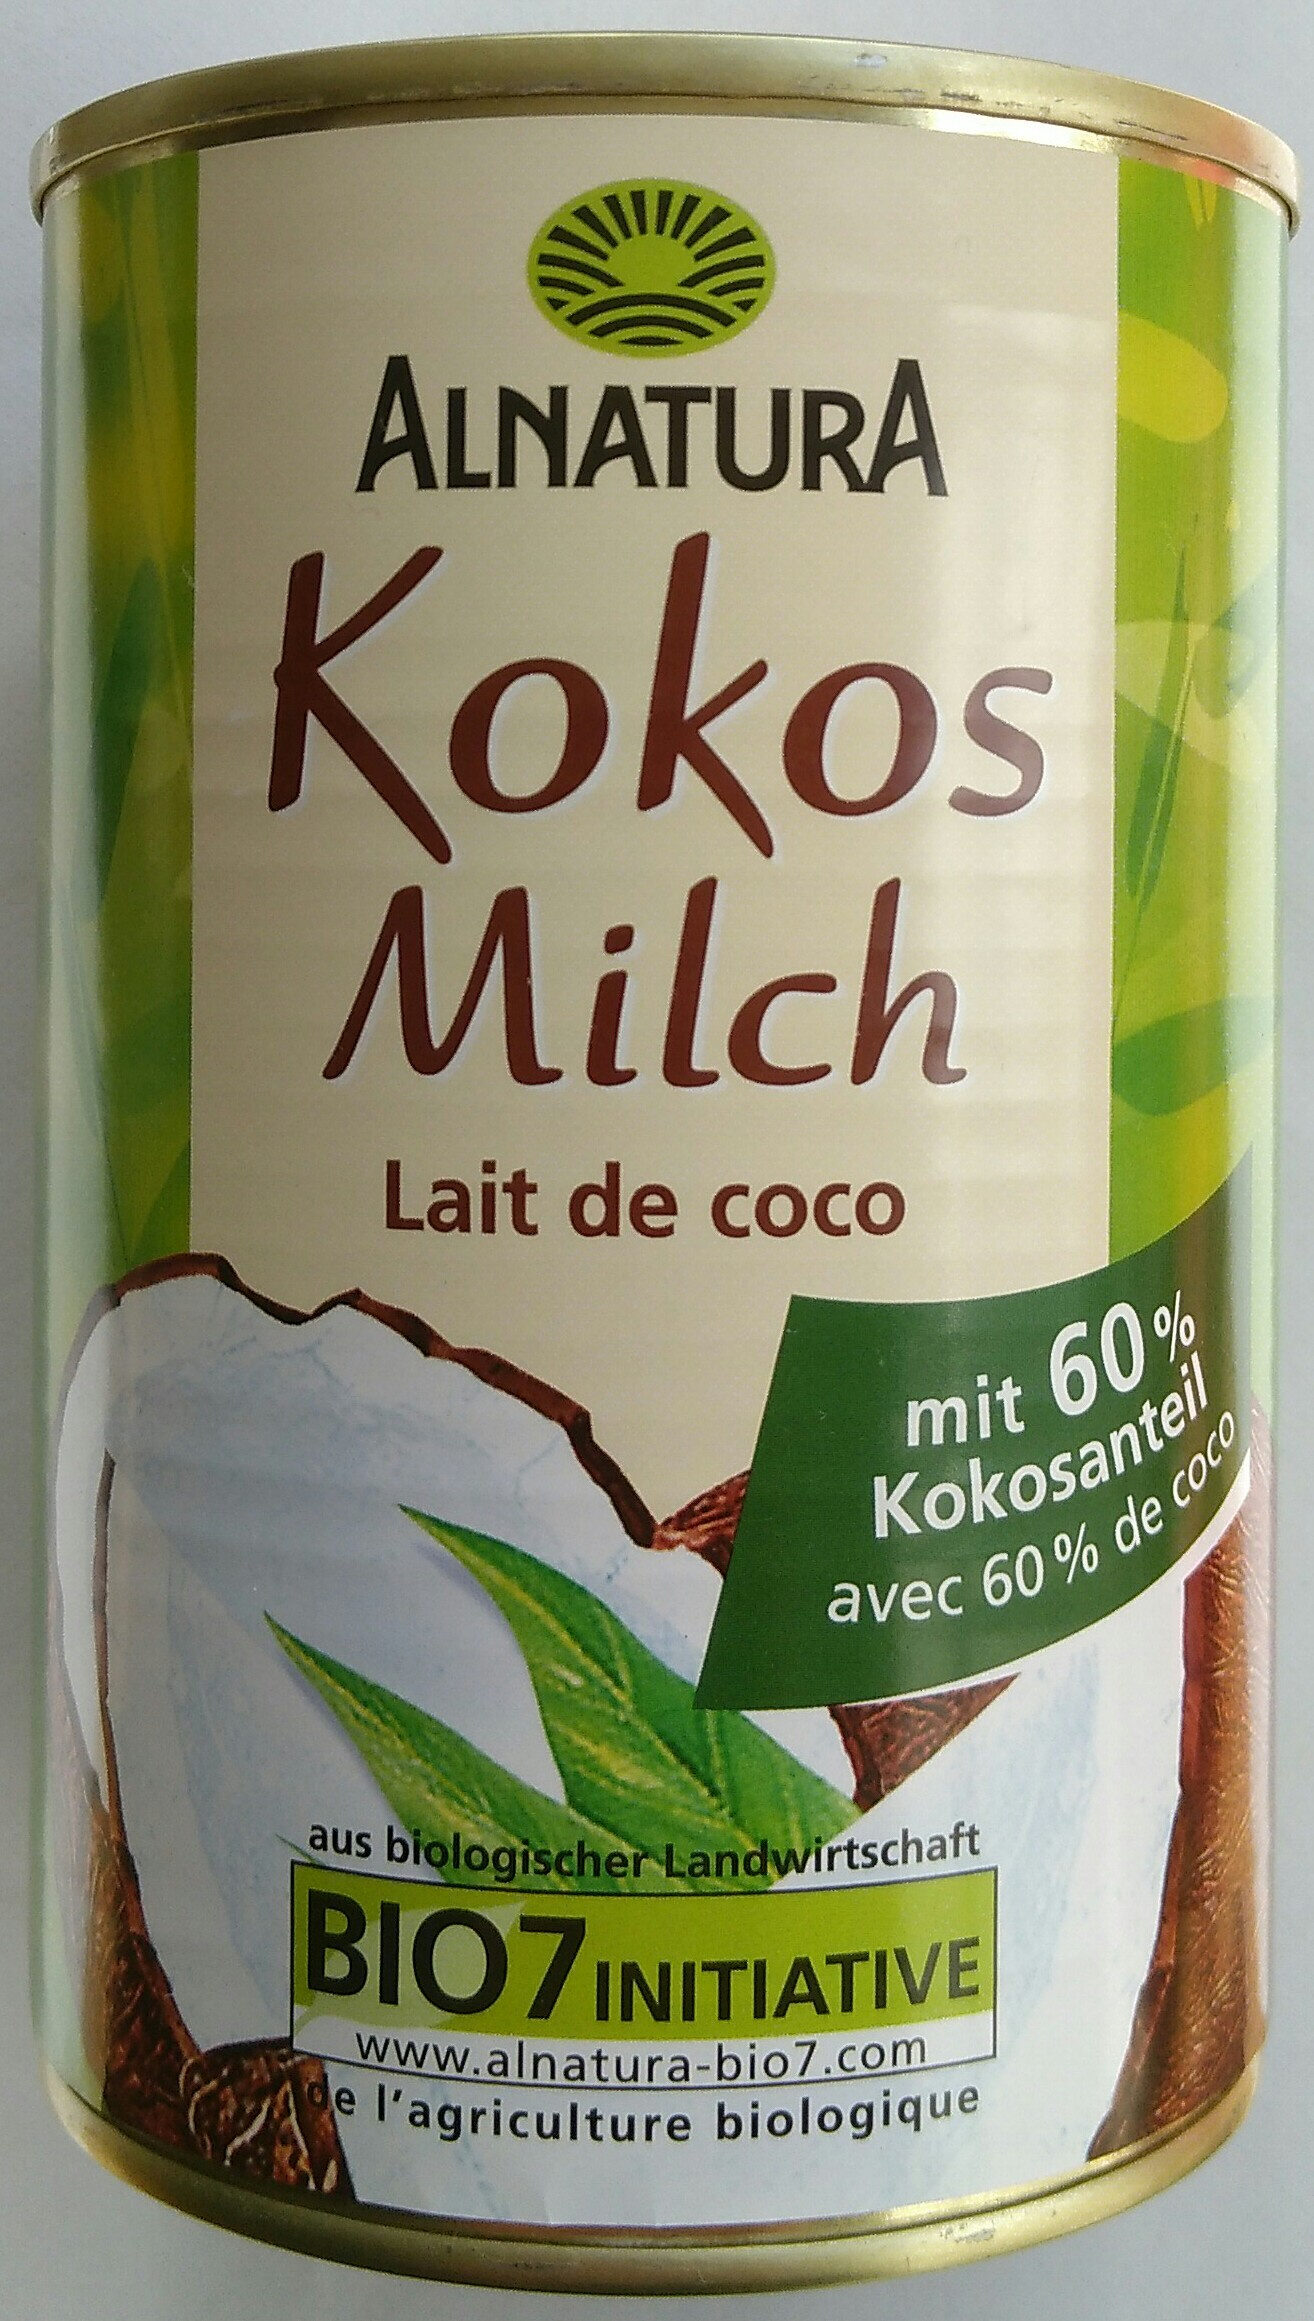 ALNATURA
Kokos
Milch
Lait de coco
mit 60%
Kokosanteil
avec 60% de coco
aus biologischer Landwirtschaft
BIO7 INITIATIVE
www.alnatura-bio7.com
de l'agriculture biologique